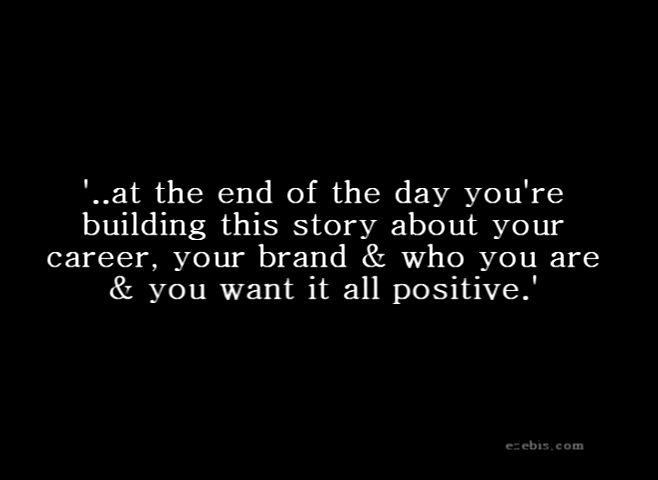 '..at the end of the day you're
building this story about your
career, your brand & who you are
& you want it all positive.'
ezebis.com